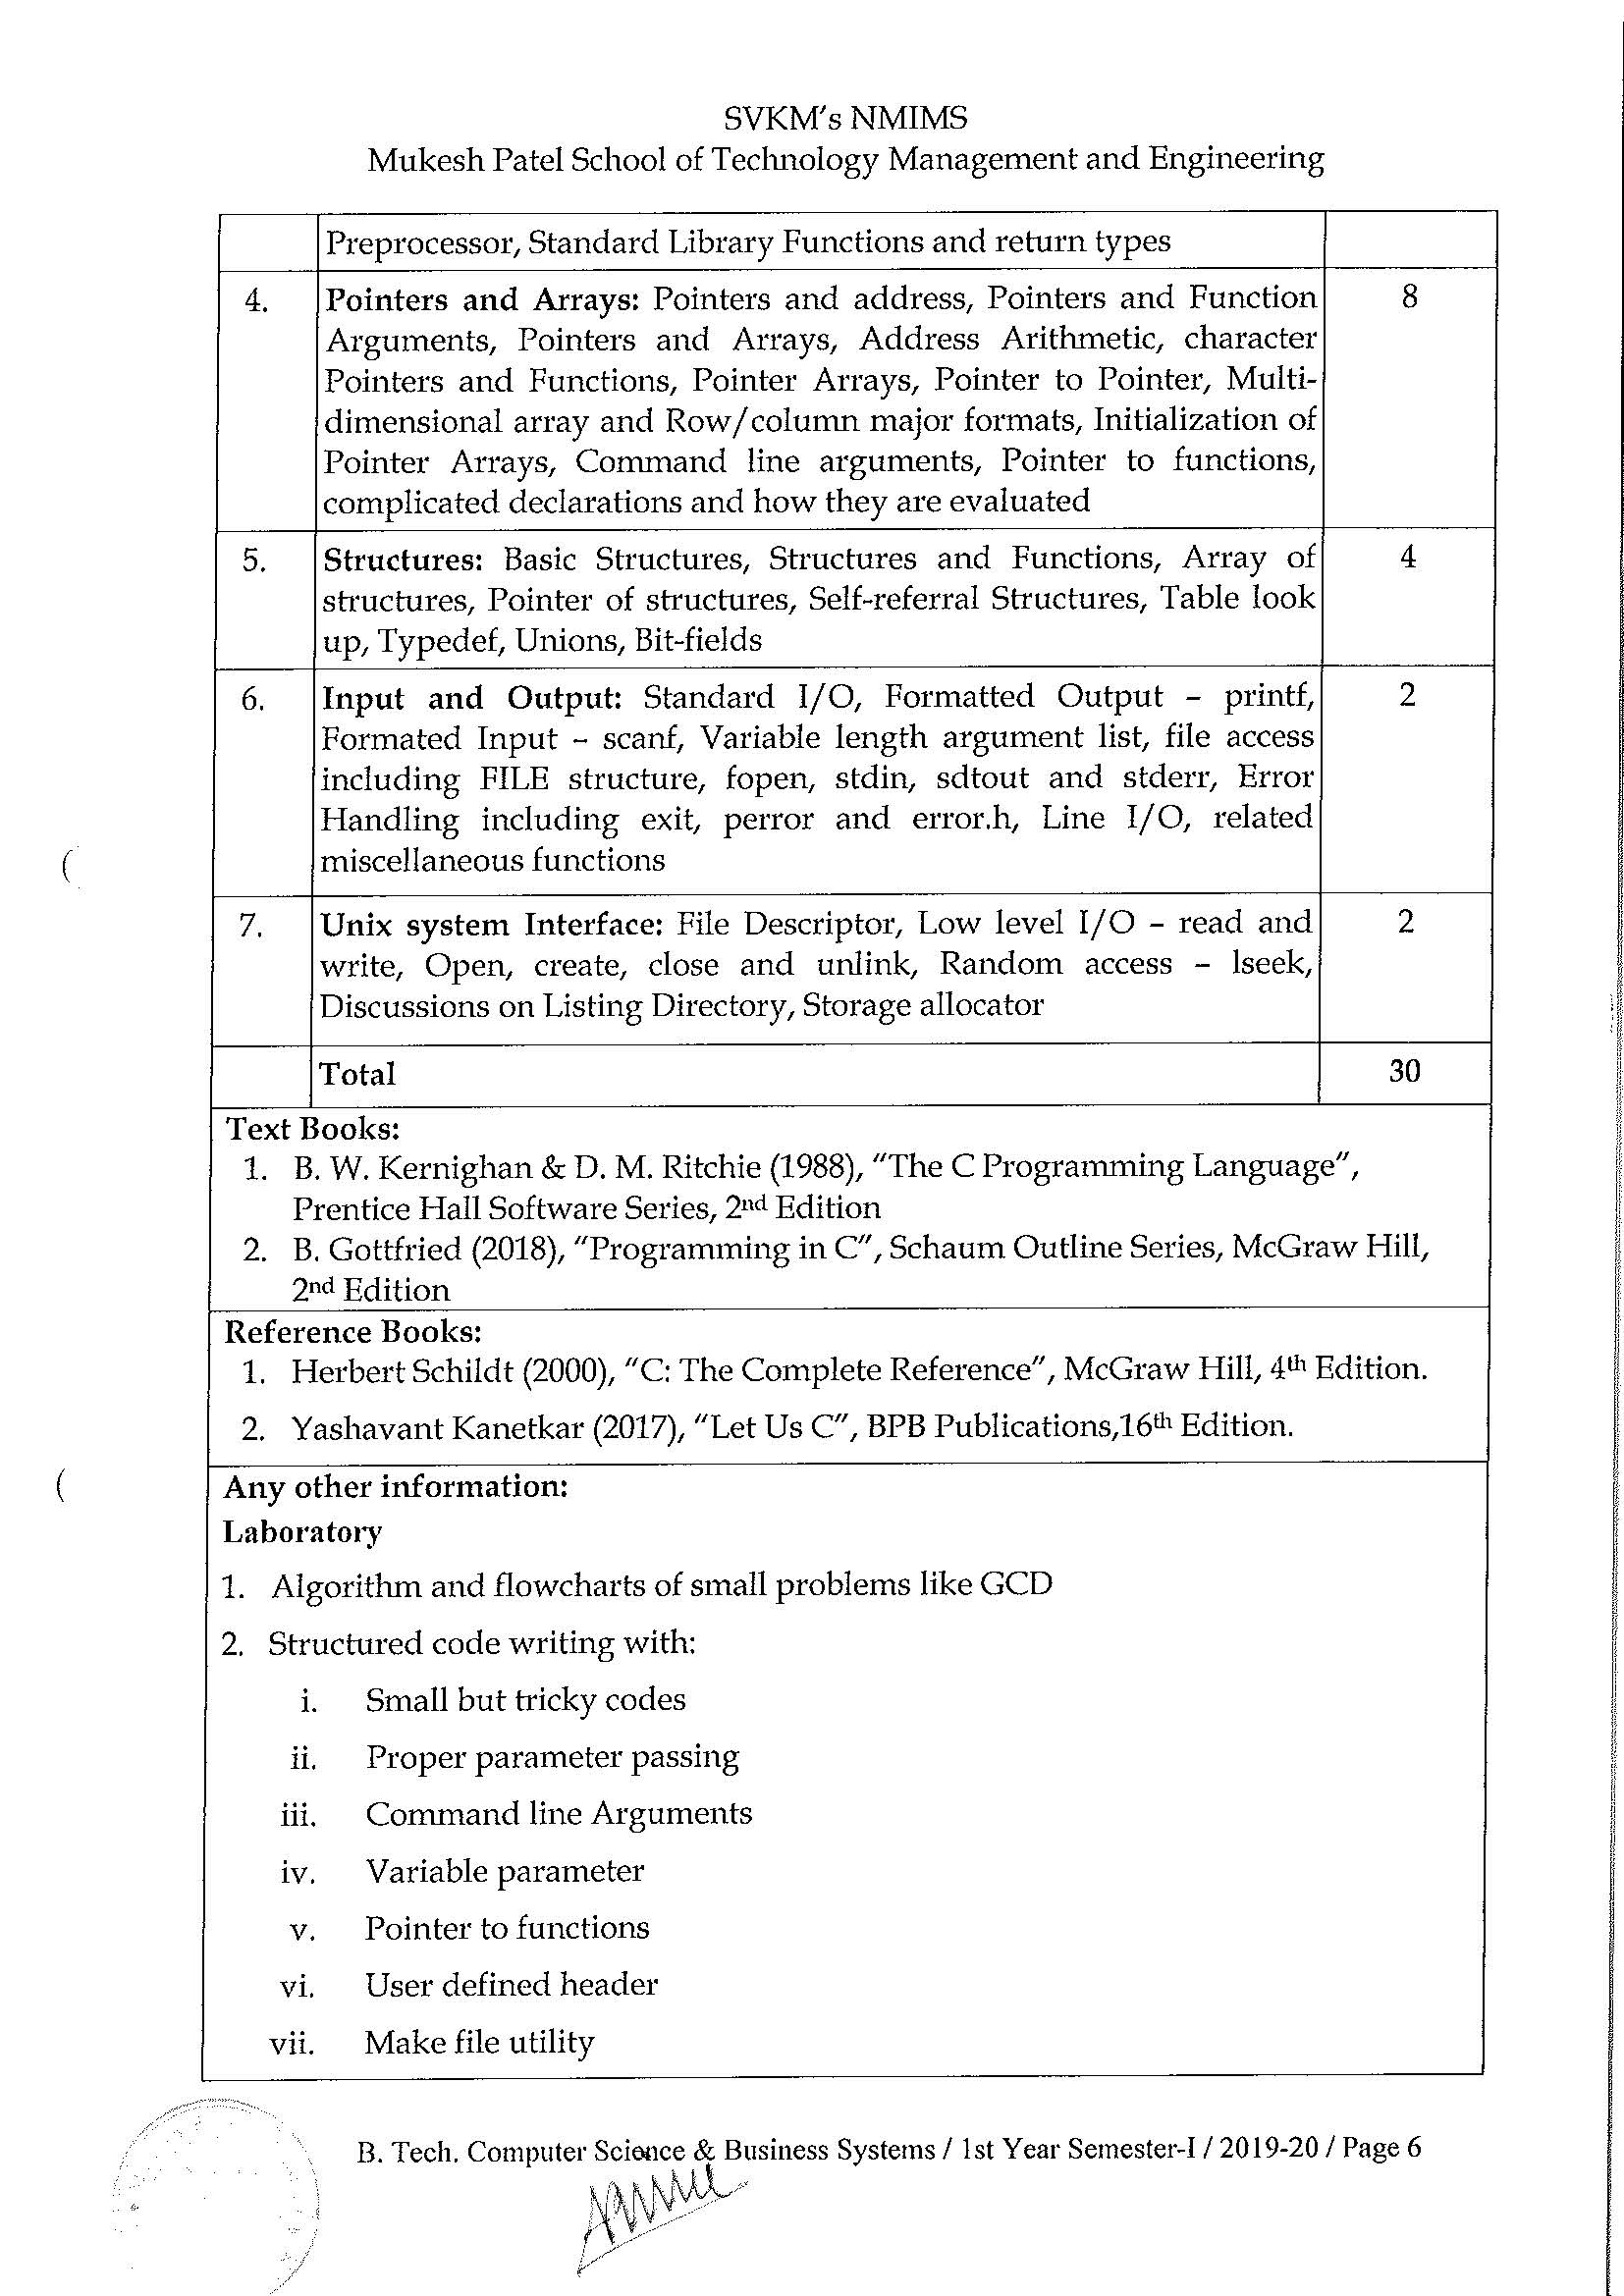 SVKM's NMIMS
Mukesh Patel School of Technology Management and Engineering
Preprocessor, Standard Library Functions and return types
4. Pointers and Arrays: Pointers and address, Pointers and Function 8
Arguments, Pointers and Arrays, Address Arithmetic, character
Pointers and Functions, Pointer Arrays, Pointer to Pointer, Multi-
dimensional array and Row/column major formats, Initialization of
Pointer Arrays, Command line arguments, Pointer to functions,
complicated declarations and how they are evaluated
5. Structures: Basic Structures, Structures and Functions, Array of 4
structures, Pointer of structures, Self-referral Structures, Table look
up, Typedef, Unions, Bit-fields
6. Input and Output: Standard I/O, Formatted Output – printf, 2
Formated Input – scanf, Variable length argument list, file access
including FILE structure, fopen, stdin, sdtout and stderr, Error
Handling including exit, perror and error.h, Line I/O, related
miscellaneous functions
7. Unix system Interface: File Descriptor, Low level I/O – read and 2
write, Open, create, close and unlink, Random access – lseek,
Discussions on Listing Directory, Storage allocator
Total 30
Text Books:
1. B. W. Kernighan & D. M. Ritchie (1988), "The C Programming Language",
Prentice Hall Software Series, 2nd Edition
2. B. Gottfried (2018), "Programming in C", Schaum Outline Series, McGraw Hill,
2nd Edition
Reference Books:
1. Herbert Schildt (2000), "C: The Complete Reference", McGraw Hill, 4th Edition.
2. Yashavant Kanetkar (2017), "Let Us C", BPB Publications,16th Edition.
Any other information:
Laboratory
1. Algorithm and flowcharts of small problems like GCD
2. Structured code writing with:
i. Small but tricky codes
ii. Proper parameter passing
iii. Command line Arguments
iv. Variable parameter
v. Pointer to functions
vi. User defined header
vii. Make file utility
B. Tech. Computer Science & Business Systems / 1st Year Semester-I / 2019-20 / Page 6